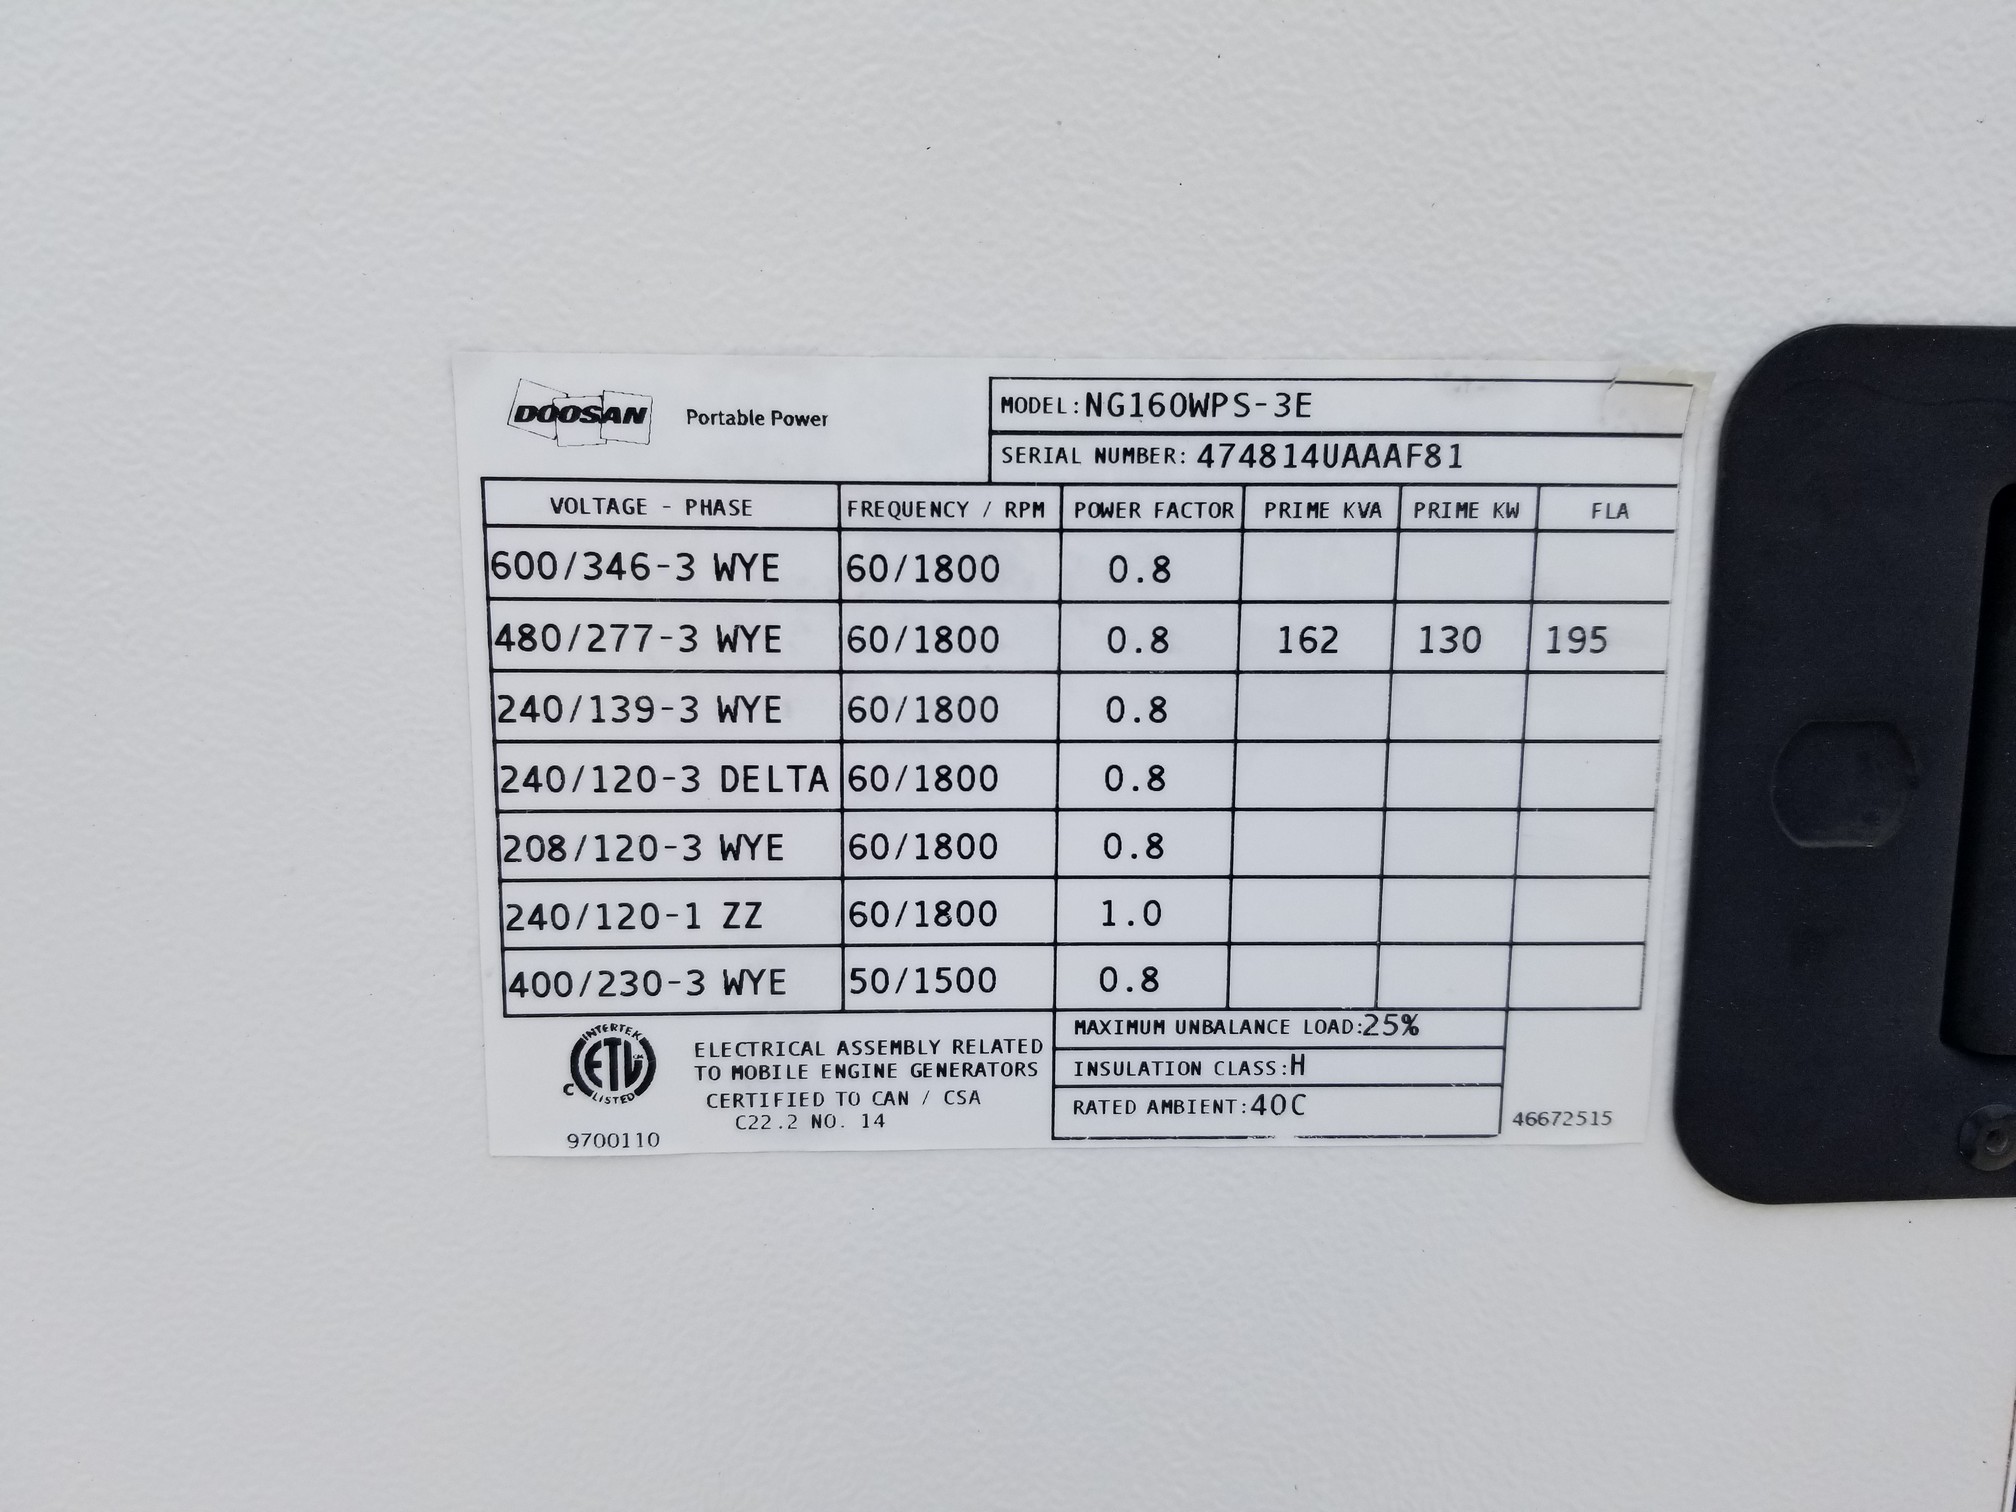 DOOSAN Portable Power
MODEL: NG160WPS-3E
SERIAL NUMBER: 474814UAAAF81
VOLTAGE - PHASE FREQUENCY / RPM POWER FACTOR PRIME KVA PRIME KW FLA
600/346-3 WYE 60/1800 0.8
480/277-3 WYE 60/1800 0.8 162 130 195
240/139-3 WYE 60/1800 0.8
240/120-3 DELTA 60/1800 0.8
208/120-3 WYE 60/1800 0.8
240/120-1 ZZ 60/1800 1.0
400/230-3 WYE 50/1500 0.8
INTERTEK
ETL CM
LISTED
C
9700110
ELECTRICAL ASSEMBLY RELATED
TO MOBILE ENGINE GENERATORS
CERTIFIED TO CAN / CSA
C22.2 NO. 14
MAXIMUM UNBALANCE LOAD:25%
INSULATION CLASS:H
RATED AMBIENT:40C
46672515